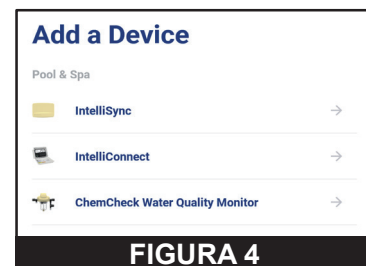 Add a Device
Pool & Spa
IntelliSync
IntelliConnect
ChemCheck Water Quality Monitor
FIGURA 4